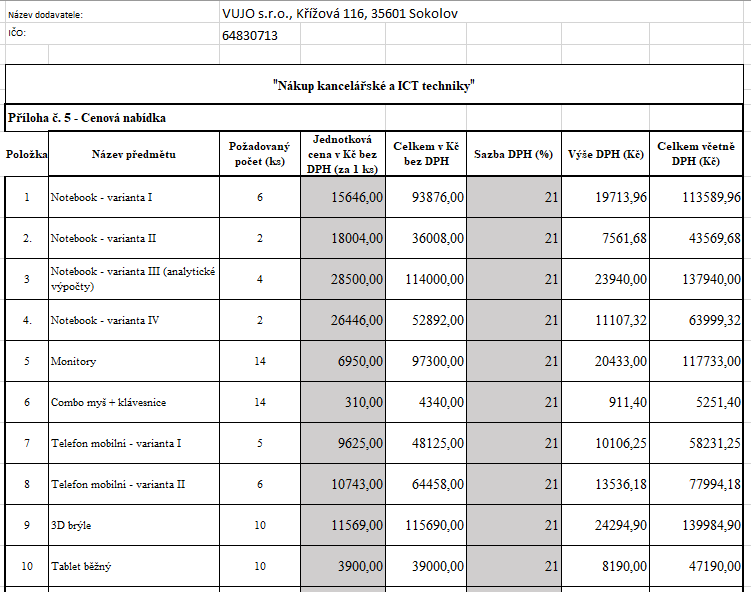 Název dodavatele: VUJO s.r.o., Křížová 116, 35601 Sokolov
IČO: 64830713
"Nákup kancelářské a ICT techniky"
Příloha č. 5 - Cenová nabídka
Položka Název předmětu Požadovaný počet (ks) Jednotková cena v Kč bez DPH (za 1 ks) Celkem v Kč bez DPH Sazba DPH (%) Výše DPH (Kč) Celkem včetně DPH (Kč)
1 Notebook - varianta I 6 15646,00 93876,00 21 19713,96 113589,96
2. Notebook - varianta II 2 18004,00 36008,00 21 7561,68 43569,68
3 Notebook - varianta III (analytické výpočty) 4 28500,00 114000,00 21 23940,00 137940,00
4. Notebook - varianta IV 2 26446,00 52892,00 21 11107,32 63999,32
5 Monitory 14 6950,00 97300,00 21 20433,00 117733,00
6 Combo myš + klávesnice 14 310,00 4340,00 21 911,40 5251,40
7 Telefon mobilní - varianta I 5 9625,00 48125,00 21 10106,25 58231,25
8 Telefon mobilní - varianta II 6 10743,00 64458,00 21 13536,18 77994,18
9 3D brýle 10 11569,00 115690,00 21 24294,90 139984,90
10 Tablet běžný 10 3900,00 39000,00 21 8190,00 47190,00